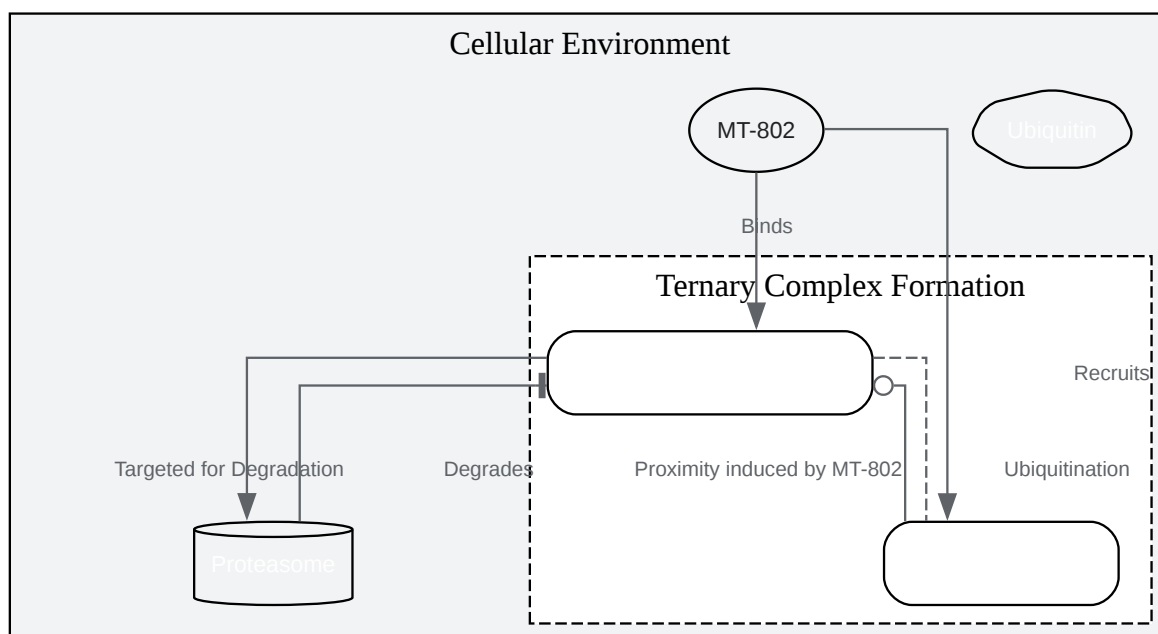 Cellular Environment
MT-802
Ubiquitin
Binds
Ternary Complex Formation
Recruits
Targeted for Degradation
Degrades
Proximity induced by MT-802
Ubiquitination
Proteasome